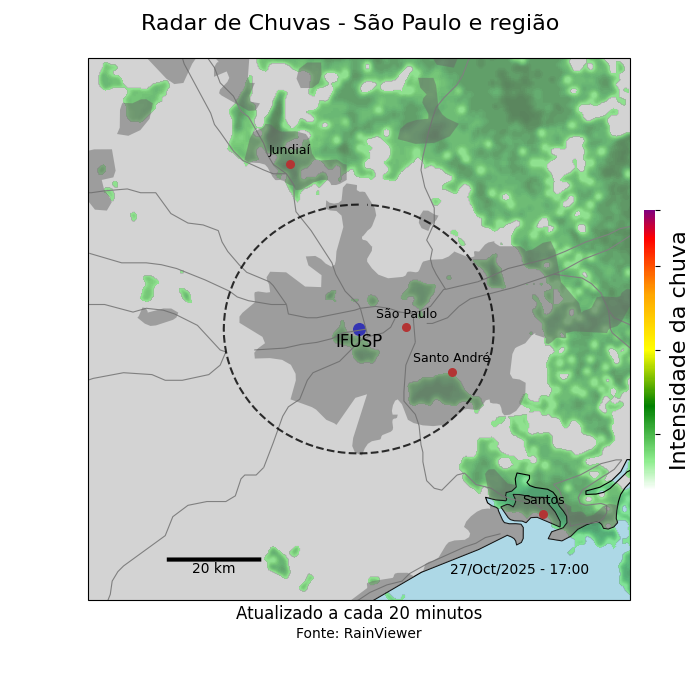 Radar de Chuvas - São Paulo e região
Jundiaí
São Paulo
IFUSP
Santo André
Santos
20 km
27/Oct/2025 - 17:00
Intensidade da chuva
Atualizado a cada 20 minutos
Fonte: RainViewer